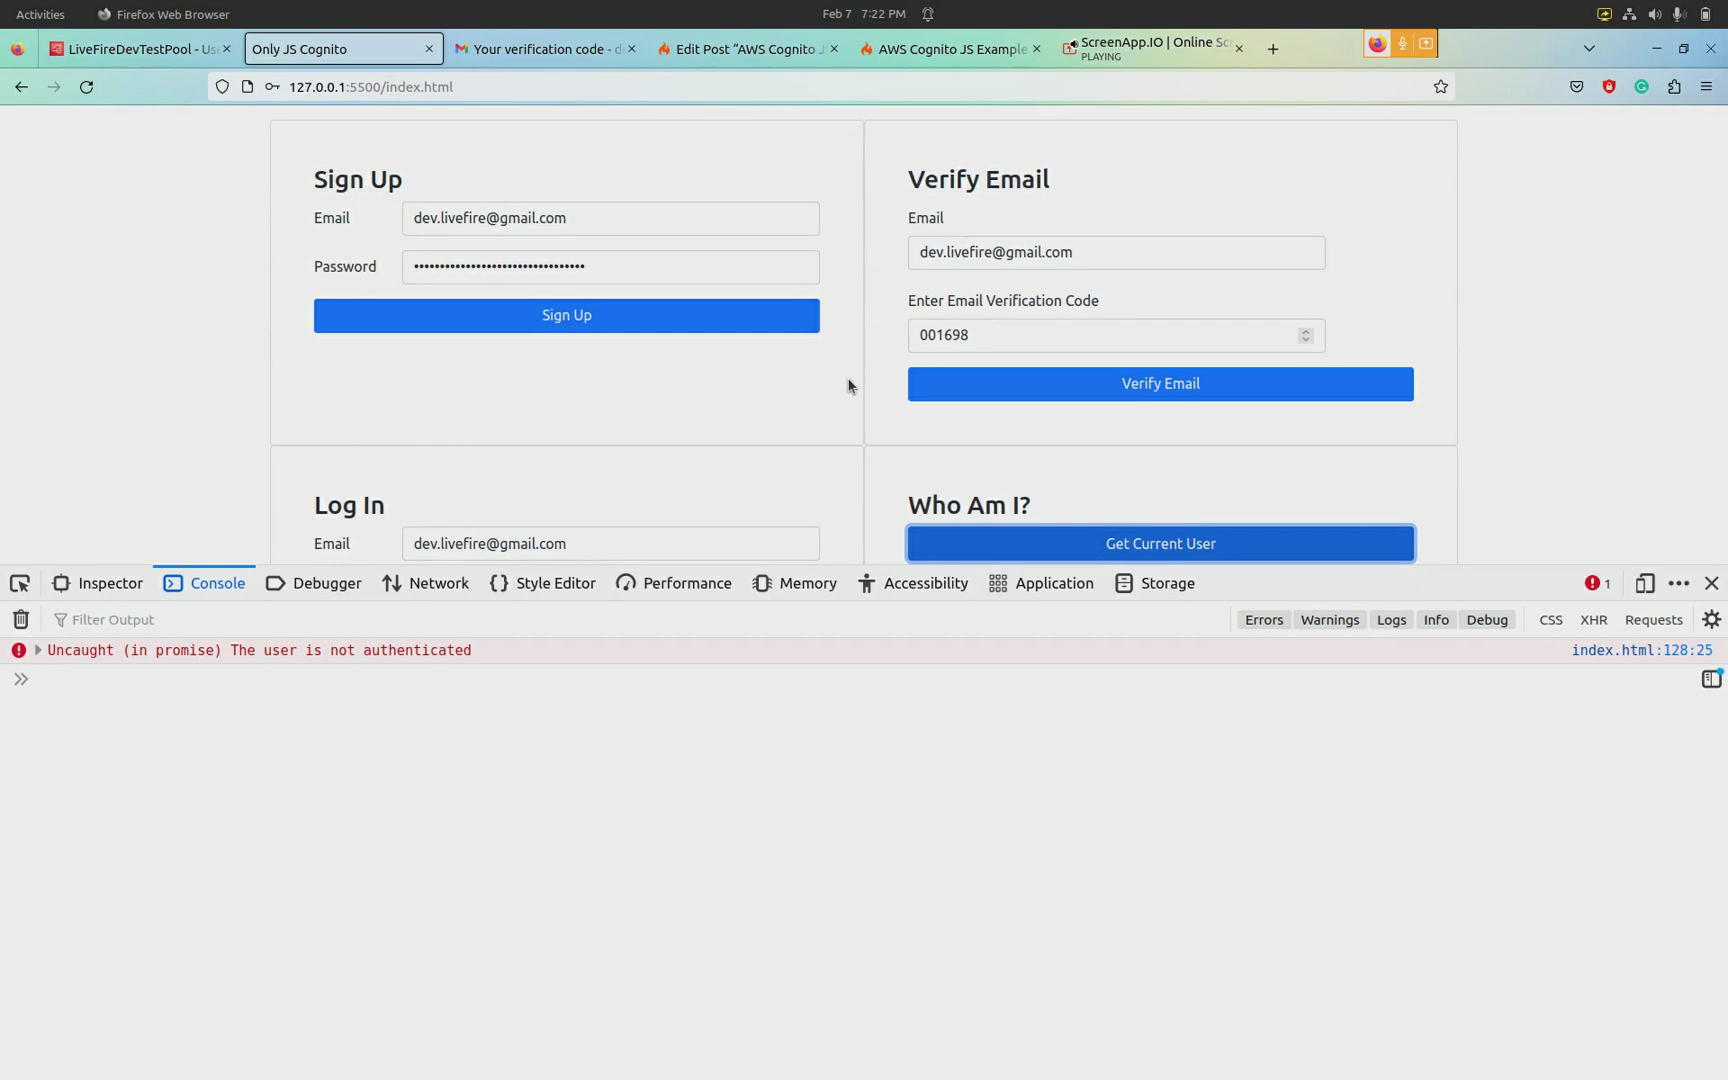 Activities Firefox Web Browser Feb 7 7:22 PM
LiveFireDevTestPool - Us Only JS Cognito Your verification code - d Edit Post “AWS Cognito J AWS Cognito JS Example ScreenApp.IO | Online Sc
PLAYING
127.0.0.1:5500/index.html
Sign Up
Email dev.livefire@gmail.com
Password ••••••••••••••••••••••••••••••••••
Sign Up
Verify Email
Email
dev.livefire@gmail.com
Enter Email Verification Code
001698
Verify Email
Log In
Email dev.livefire@gmail.com
Who Am I?
Get Current User
Inspector Console Debugger Network Style Editor Performance Memory Accessibility Application Storage 1
Filter Output Errors Warnings Logs Info Debug CSS XHR Requests
Uncaught (in promise) The user is not authenticated index.html:128:25